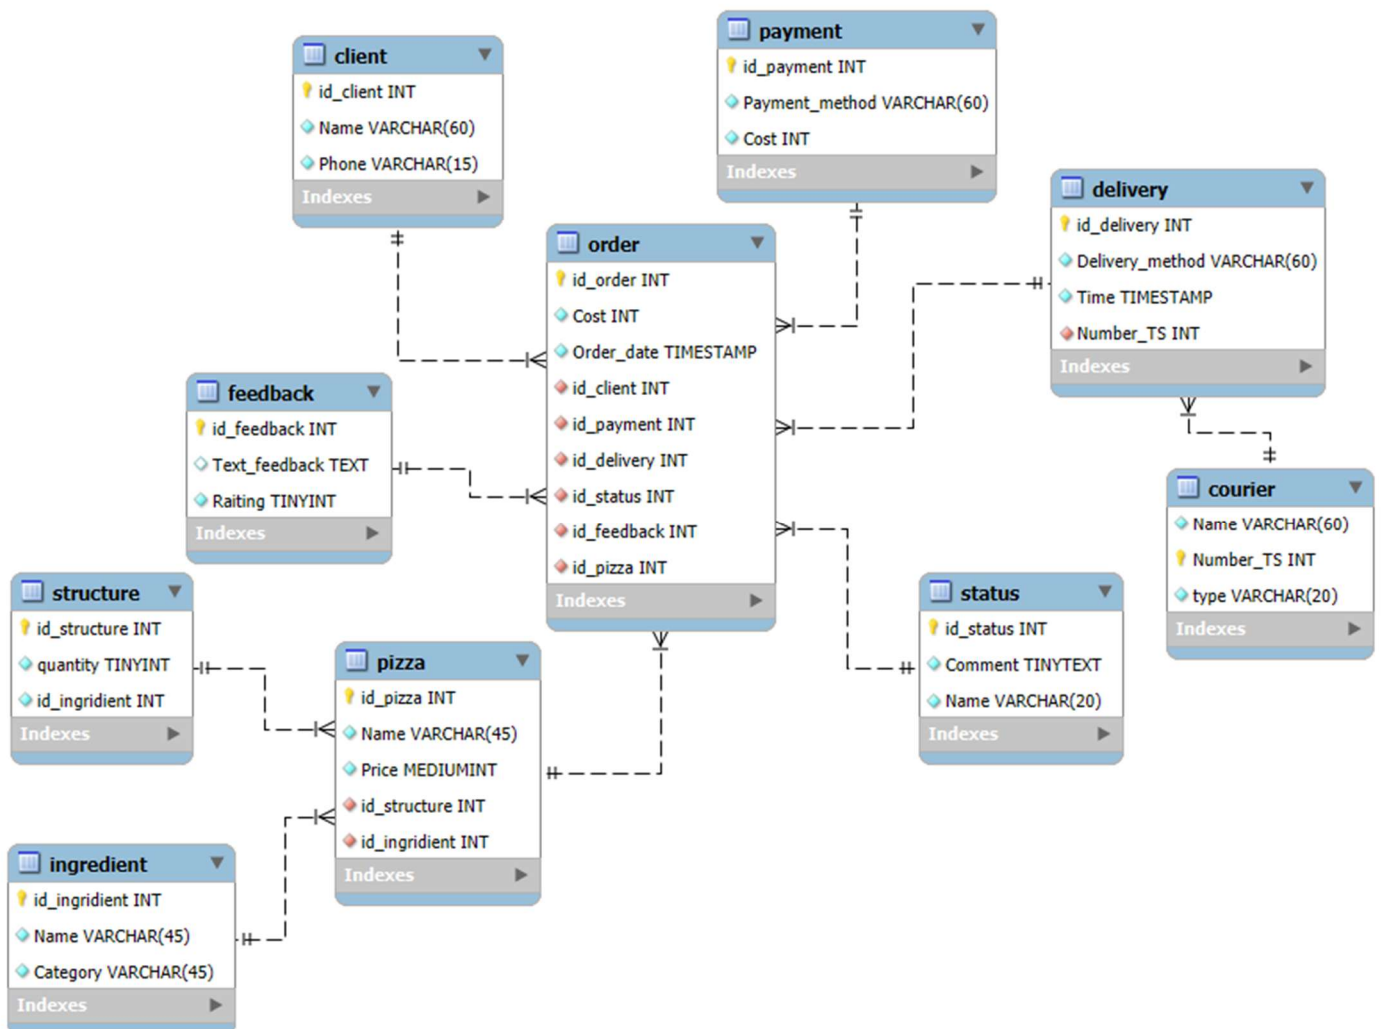 client
id_client INT
Name VARCHAR(60)
Phone VARCHAR(15)
Indexes
payment
id_payment INT
Payment_method VARCHAR(60)
Cost INT
Indexes
delivery
id_delivery INT
Delivery_method VARCHAR(60)
Time TIMESTAMP
Number_TS INT
Indexes
order
id_order INT
Cost INT
Order_date TIMESTAMP
id_client INT
id_payment INT
id_delivery INT
id_status INT
id_feedback INT
id_pizza INT
Indexes
feedback
id_feedback INT
Text_feedback TEXT
Raiting TINYINT
Indexes
courier
Name VARCHAR(60)
Number_TS INT
type VARCHAR(20)
Indexes
structure
id_structure INT
quantity TINYINT
id_ingridient INT
Indexes
status
id_status INT
Comment TINYTEXT
Name VARCHAR(20)
Indexes
pizza
id_pizza INT
Name VARCHAR(45)
Price MEDIUMINT
id_structure INT
id_ingridient INT
Indexes
ingredient
id_ingridient INT
Name VARCHAR(45)
Category VARCHAR(45)
Indexes